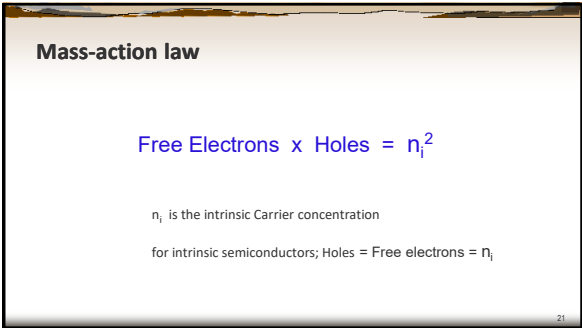 Mass-action law
Free Electrons x Holes = nᵢ²
nᵢ is the intrinsic Carrier concentration
for intrinsic semiconductors; Holes = Free electrons = nᵢ
21